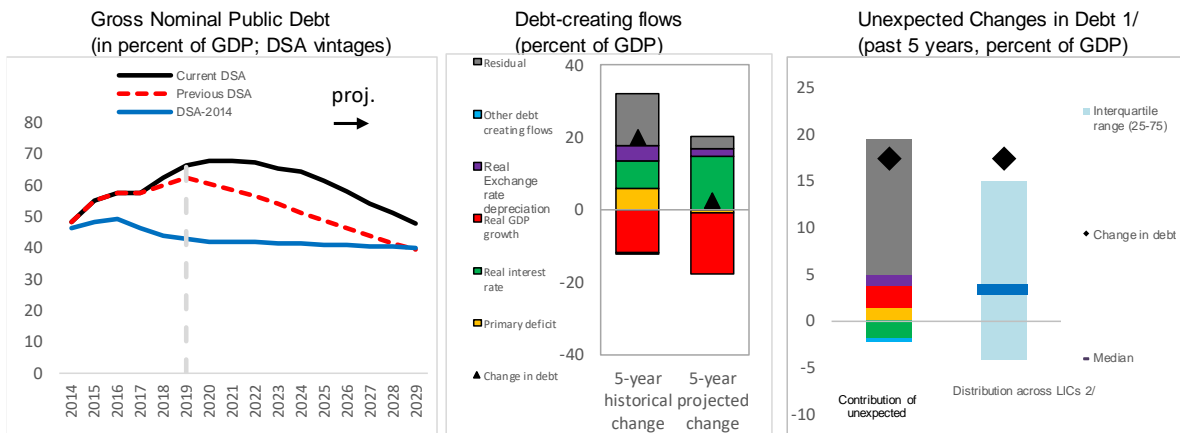 Gross Nominal Public Debt
(in percent of GDP; DSA vintages)
Current DSA
Previous DSA
DSA-2014
proj.
80
70
60
50
40
30
20
10
0
2014
2015
2016
2017
2018
2019
2020
2021
2022
2023
2024
2025
2026
2027
2028
2029
Debt-creating flows
(percent of GDP)
Residual
Other debt
creating flows
Real
Exchange rate
depreciation
Real GDP
growth
Real interest
rate
Primary deficit
Change in debt
40
20
0
-20
-40
5-year
historical
change
5-year
projected
change
Unexpected Changes in Debt 1/
(past 5 years, percent of GDP)
25
20
15
10
5
0
-5
-10
Interquartile
range (25-75)
Change in debt
Median
Contribution of
unexpected
Distribution across LICs 2/